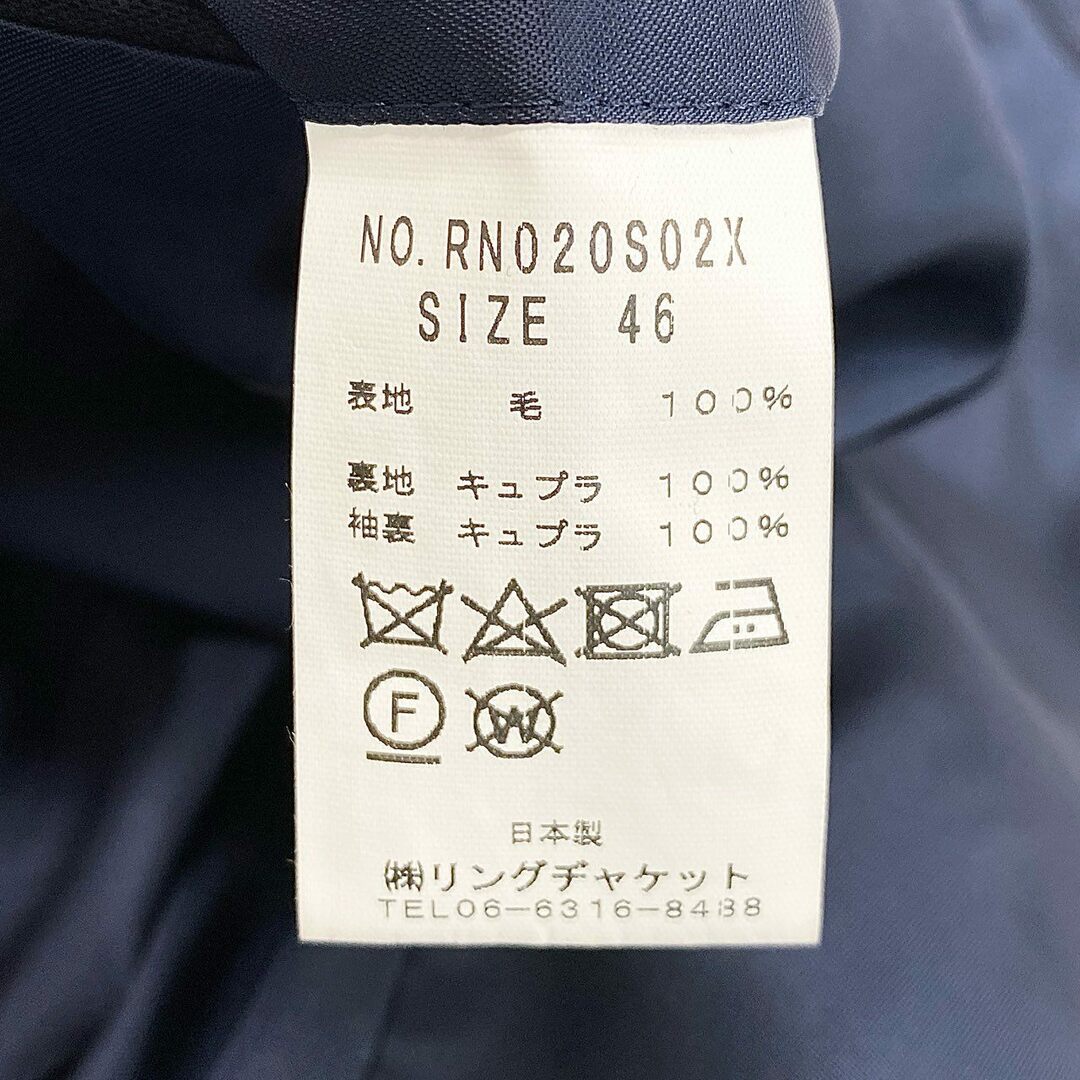 NO. RN020S02X
SIZE 46
表地 毛 100%
裏地 キュプラ 100%
袖裏 キュプラ 100%
F
W
日本製
㈱リングヂャケット
TEL06-6316-8488